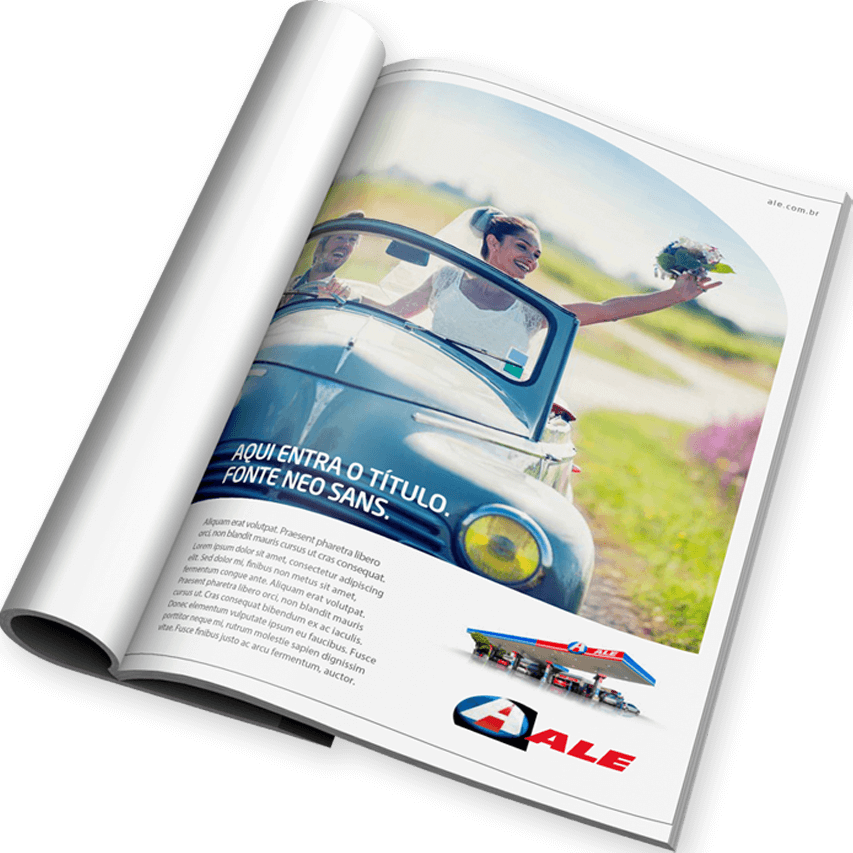 ale.com.br
AQUI ENTRA O TÍTULO.
FONTE NEO SANS.
Aliquam erat volutpat. Praesent pharetra libero
orci, non blandit mauris cursus ut cras consequat.
Lorem ipsum dolor sit amet, consectetur adipiscing
elit. Sed dolor mi, finibus non metus sit amet,
fermentum congue ante. Aliquam erat volutpat.
Praesent pharetra libero orci, non blandit mauris
cursus ut. Cras consequat bibendum ex ac iaculis.
Donec elementum vulputate ipsum eu faucibus. Fusce
porttitor neque mi, rutrum molestie sapien dignissim
vitae. Fusce finibus justo ac arcu fermentum, auctor.
A ALE
A ALE